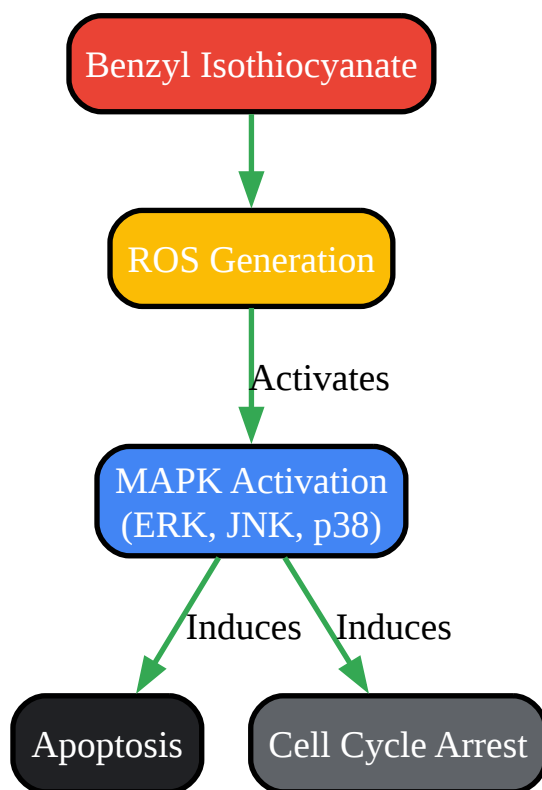 Benzyl Isothiocyanate
ROS Generation
Activates
MAPK Activation
(ERK, JNK, p38)
Induces
Induces
Apoptosis
Cell Cycle Arrest